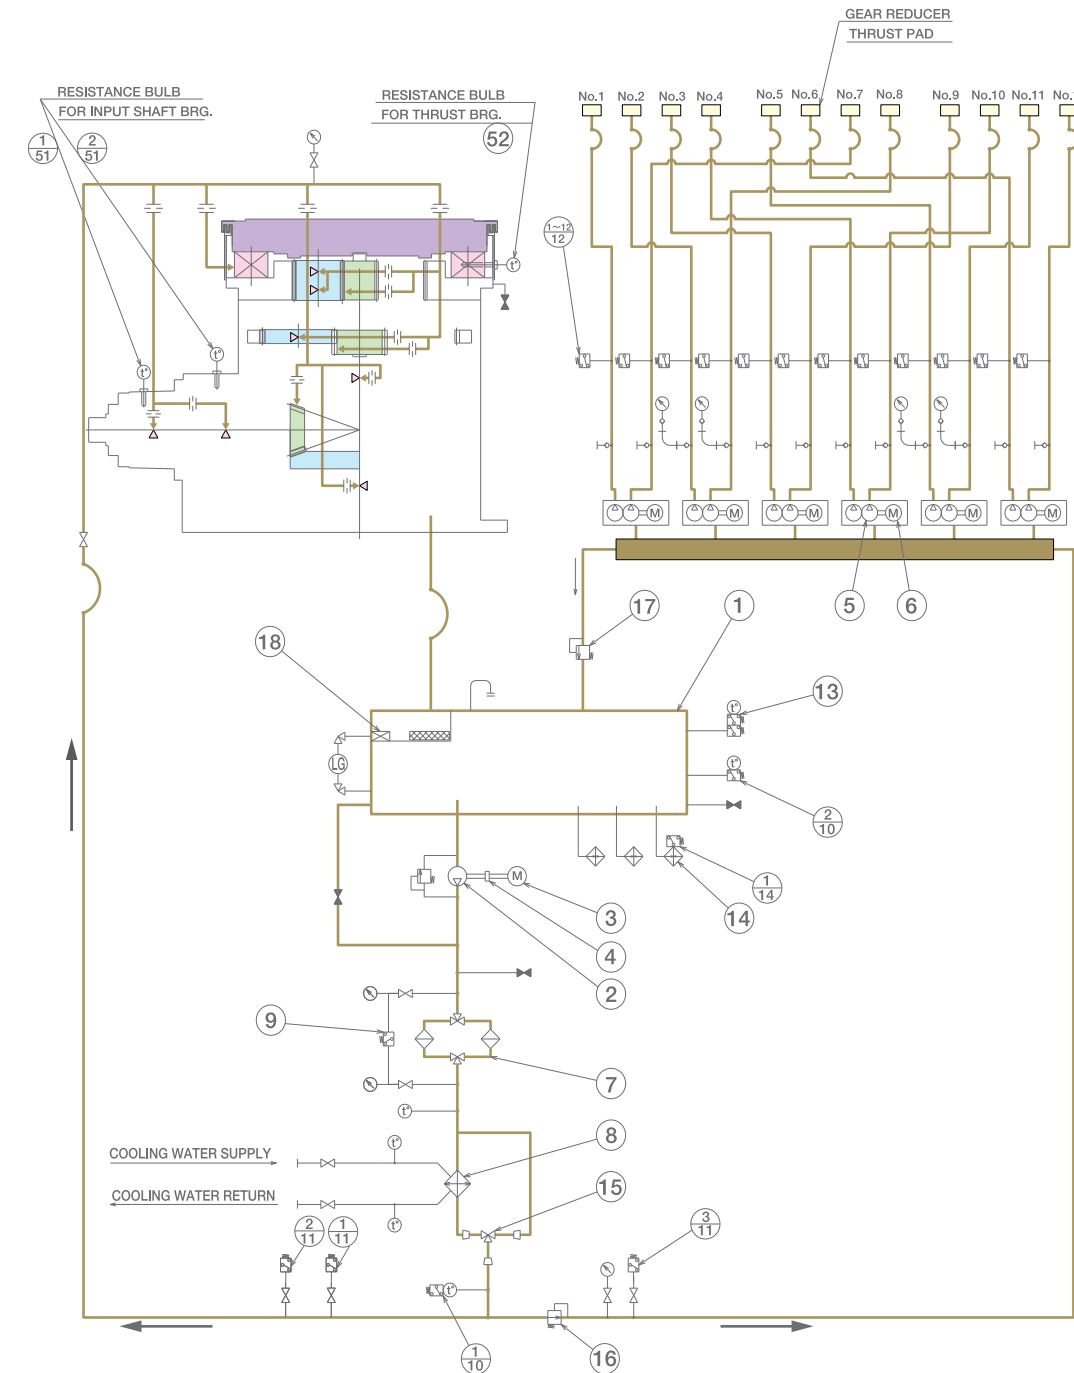 GEAR REDUCER
THRUST PAD
RESISTANCE BULB
FOR INPUT SHAFT BRG.
RESISTANCE BULB
FOR THRUST BRG.
No.1 No.2 No.3 No.4 No.5 No.6 No.7 No.8 No.9 No.10 No.11
1
51
2
51
52
1~12
12
t°
t°
t°
M M M M M M
5 6
17 1
18
13
t°
LG
t°
2
10
1
14
14
M
3
4
2
9
7
t°
8
t°
COOLING WATER SUPPLY
COOLING WATER RETURN
15
t°
2
11
1
11
3
11
t°
1
10
16